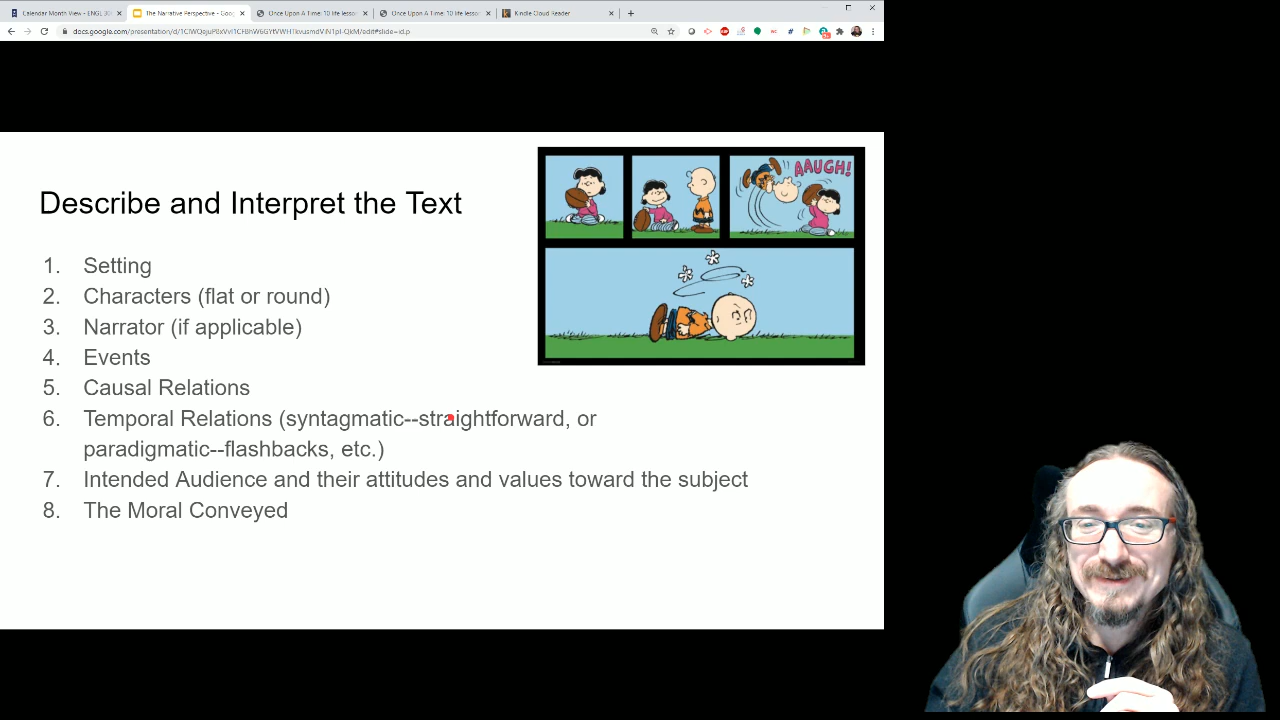 Calendar Month View - ENGL 30
The Narrative Perspective - Goo
Once Upon A Time: 10 life lesso
Once Upon A Time: 10 life lesso
Kindle Cloud Reader
AAUGH!
Describe and Interpret the Text
1. Setting
2. Characters (flat or round)
3. Narrator (if applicable)
4. Events
5. Causal Relations
6. Temporal Relations (syntagmatic--straightforward, or
paradigmatic--flashbacks, etc.)
7. Intended Audience and their attitudes and values toward the subject
8. The Moral Conveyed